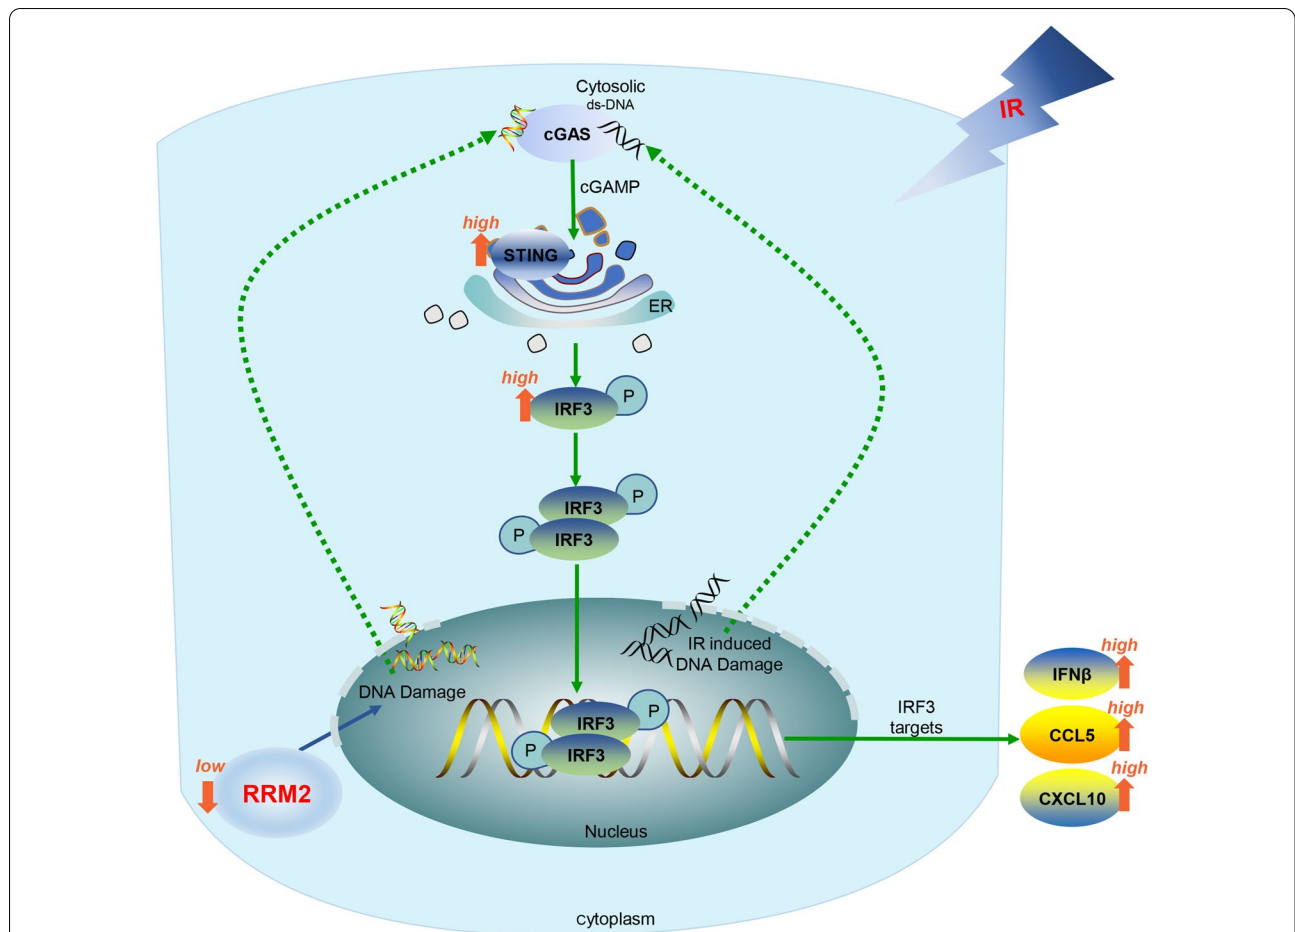 Cytosolic
ds-DNA
IR
cGAS
cGAMP
high
STING
ER
high
P
IRF3
P
IRF3
P
IRF3
IR induced
DNA Damage
DNA Damage
high
IFNβ
P
IRF3
IRF3
targets
high
CCL5
P
IRF3
low
RRM2
high
CXCL10
Nucleus
cytoplasm